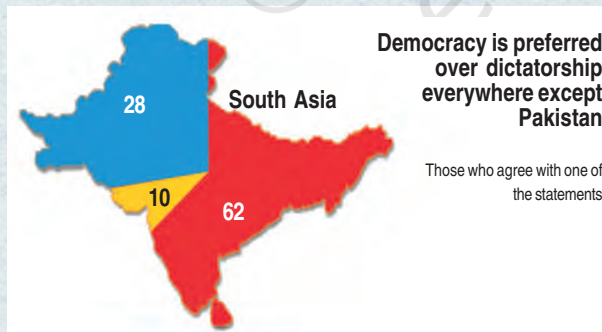 Democracy is preferred
over dictatorship
everywhere except
Pakistan
Those who agree with one of
the statements
South Asia
28
10
62